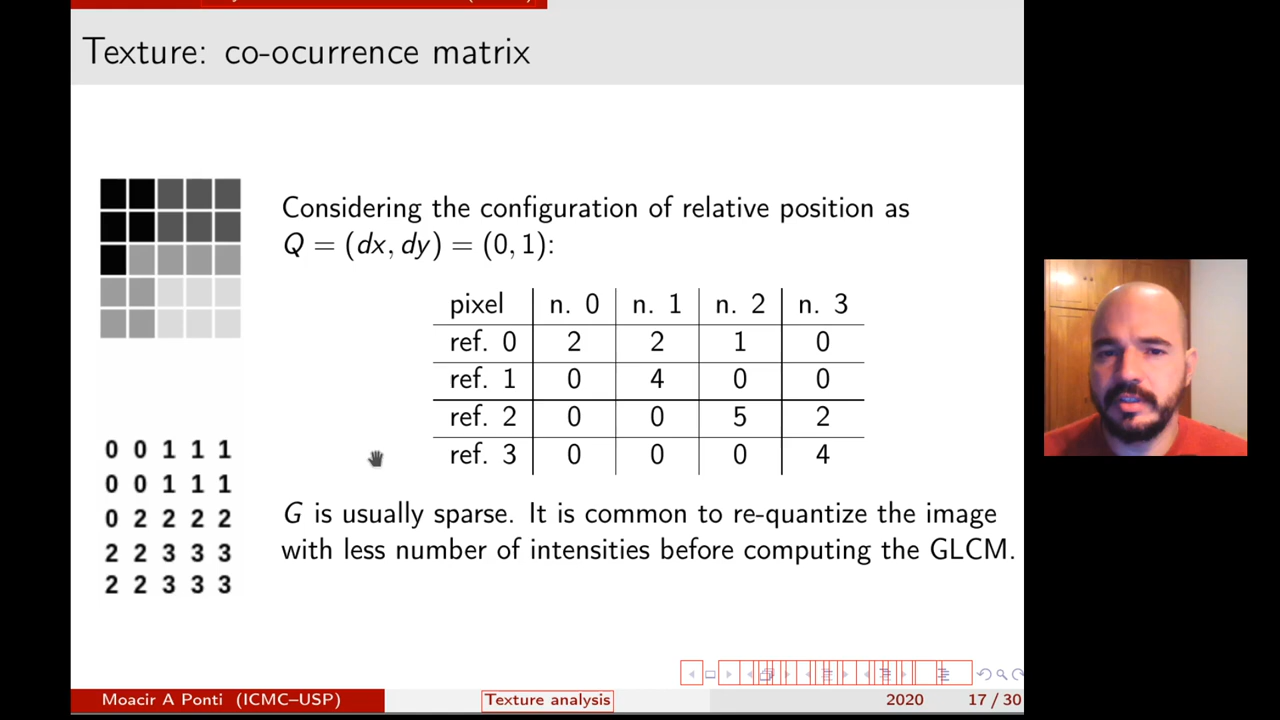 Texture: co-ocurrence matrix
Considering the configuration of relative position as
Q = (dx, dy) = (0, 1):
pixel n. 0 n. 1 n. 2 n. 3
ref. 0 2 2 1 0
ref. 1 0 4 0 0
ref. 2 0 0 5 2
ref. 3 0 0 0 4
0 0 1 1 1
0 0 1 1 1
0 2 2 2 2
2 2 3 3 3
2 2 3 3 3
G is usually sparse. It is common to re-quantize the image
with less number of intensities before computing the GLCM.
Moacir A Ponti (ICMC-USP) Texture analysis 2020 17 / 30